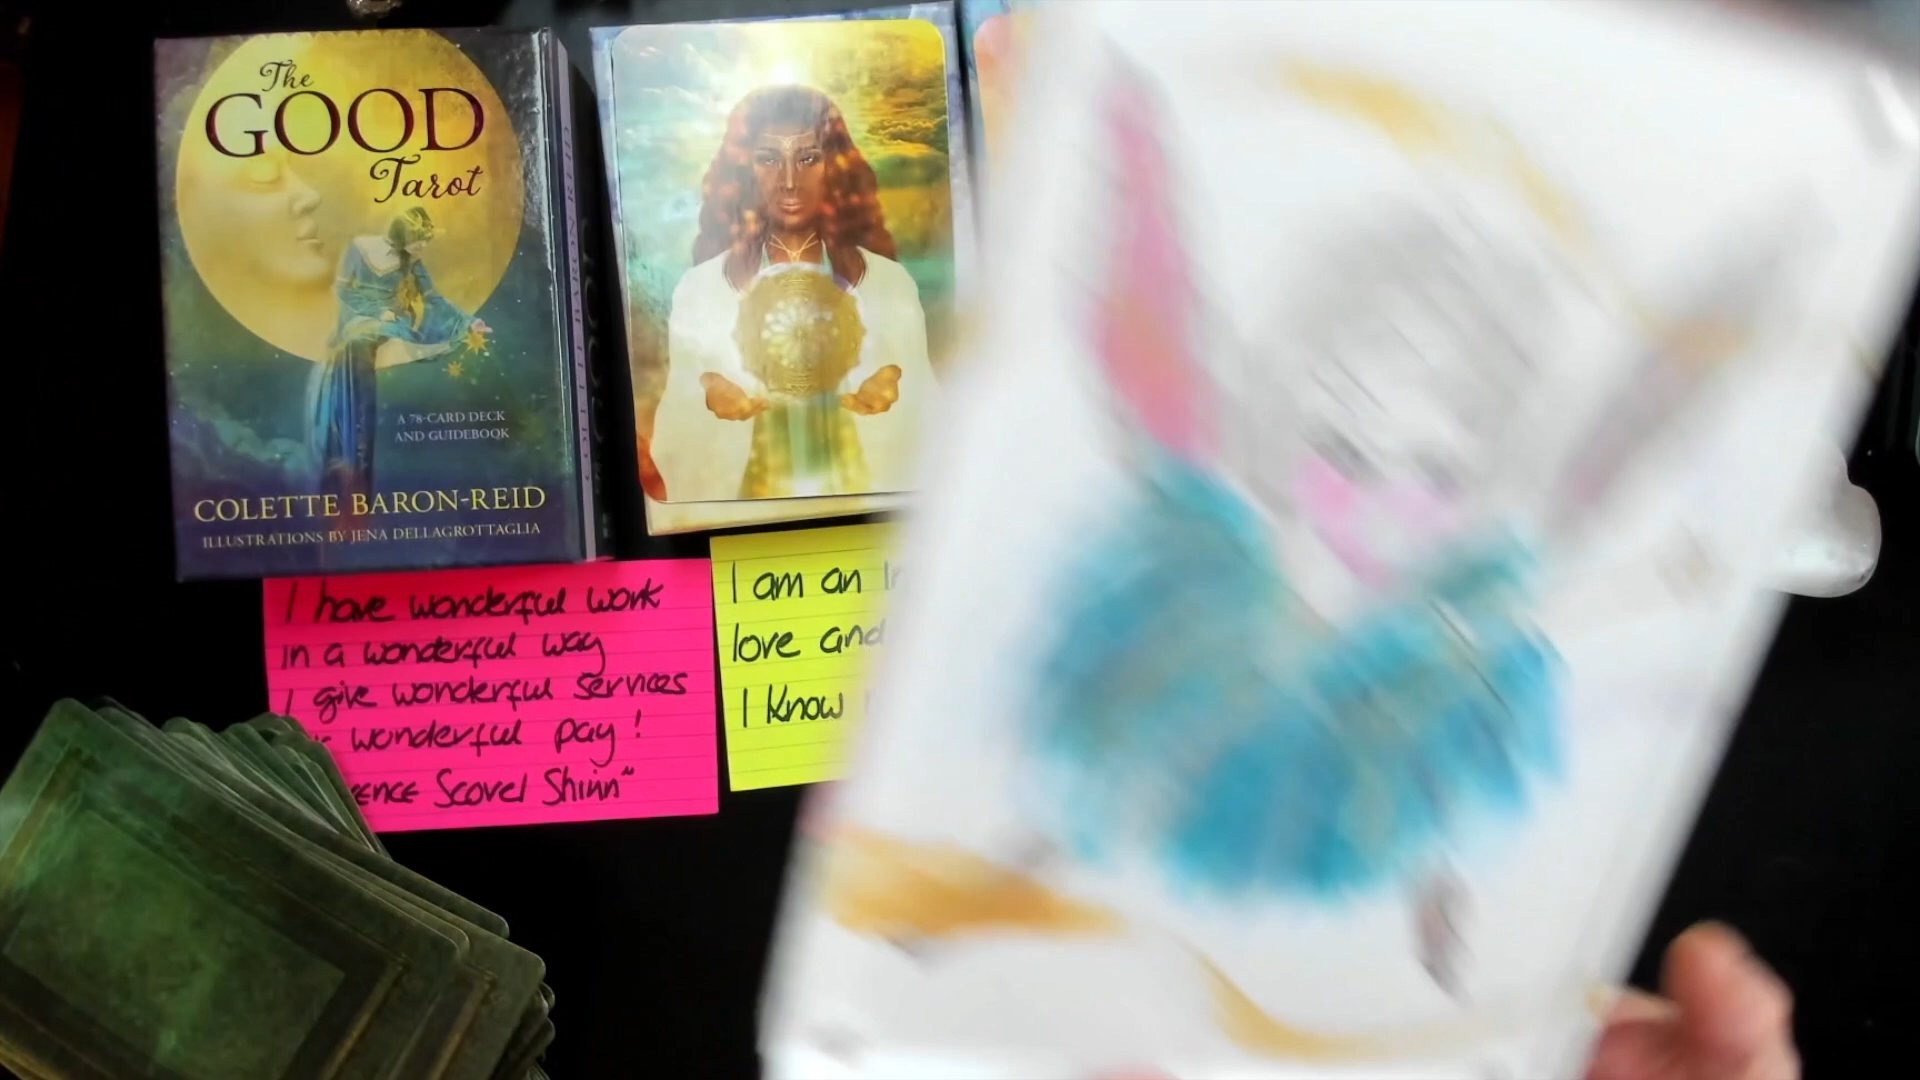 The
GOOD
Tarot
A 78-CARD DECK
AND GUIDEBOOK
COLETTE BARON-REID
ILLUSTRATIONS BY JENA DELLAGROTTAGLIA
I have wonderful work
in a wonderful way
I give wonderful services
wonderful pay!
Scovel Shinn"
I am an
love and
I Know